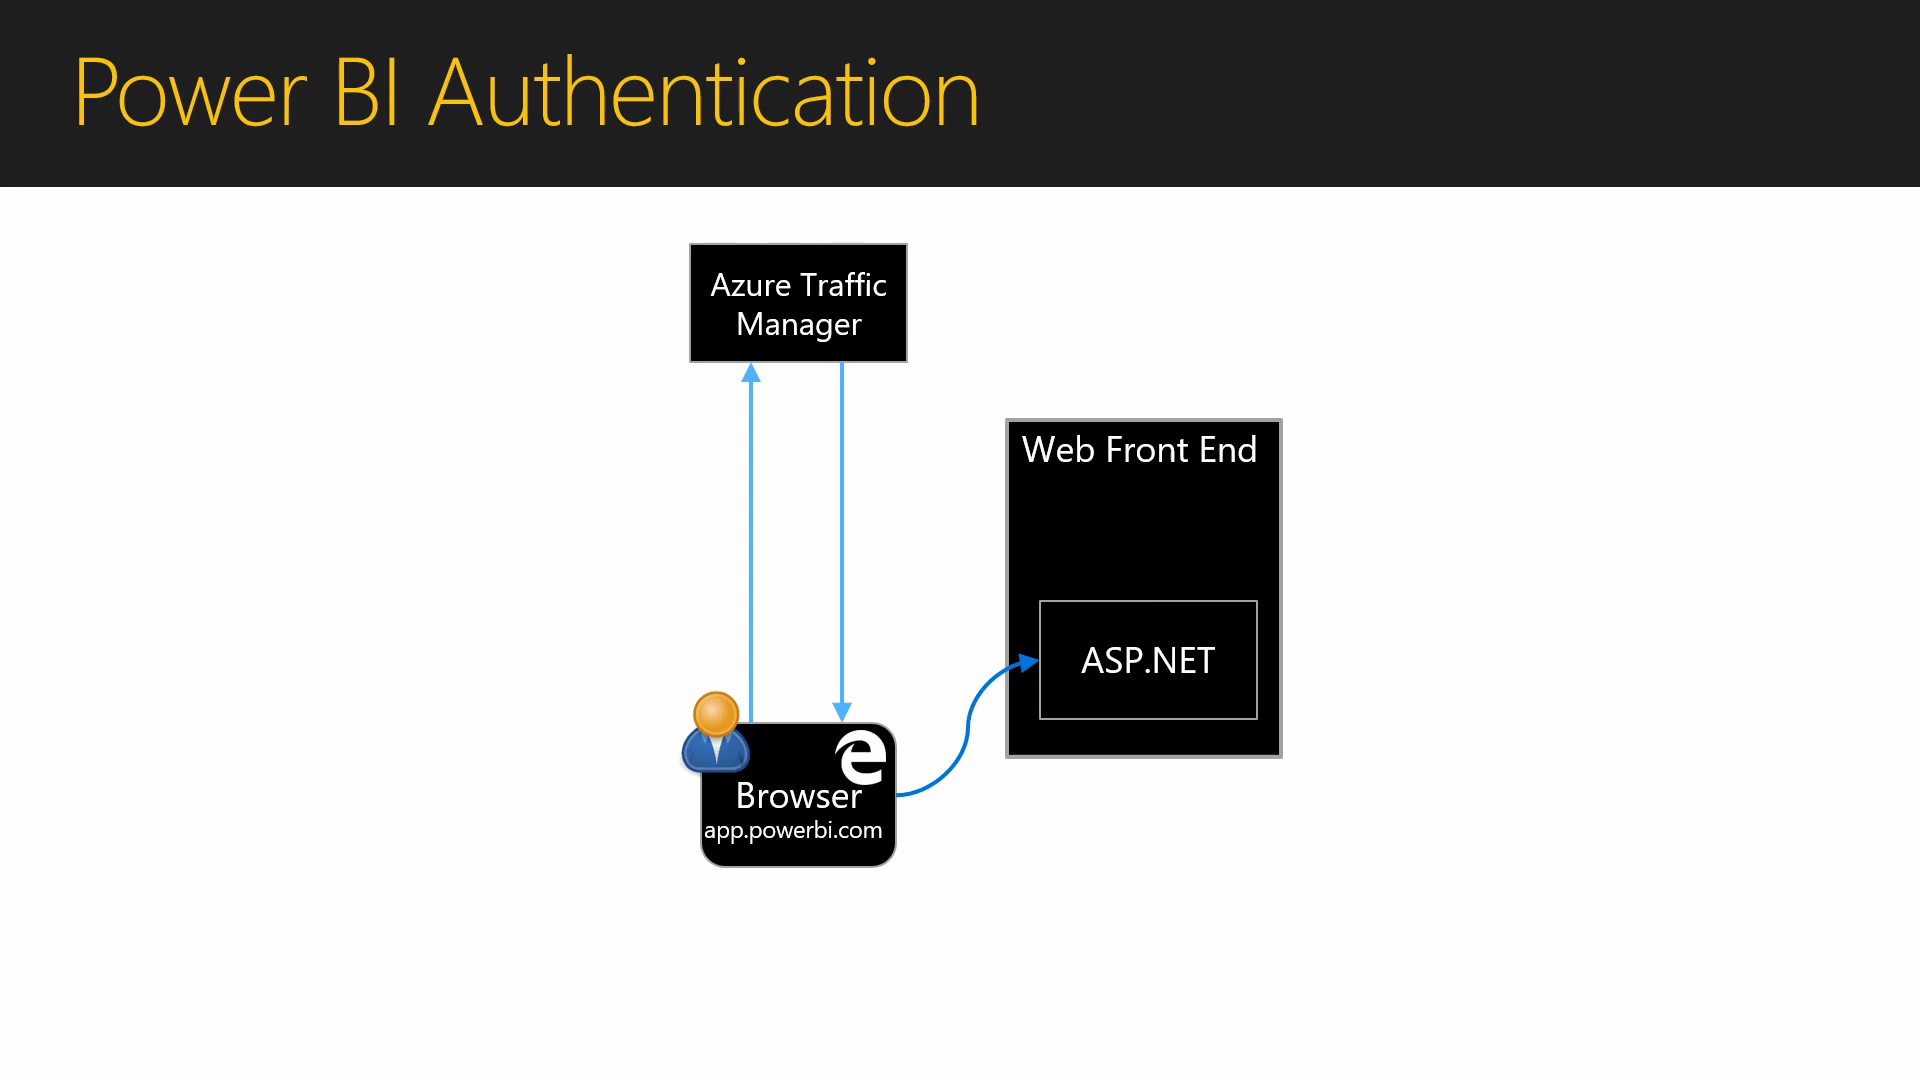 Power BI Authentication
Azure Traffic
Manager
Web Front End
ASP.NET
Browser
app.powerbi.com